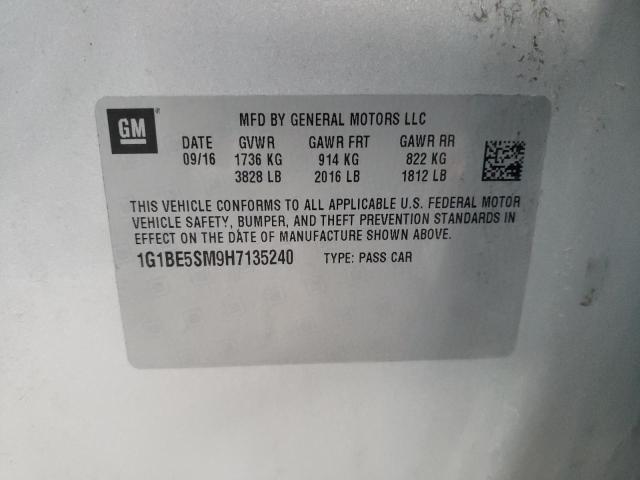 GM
MFD BY GENERAL MOTORS LLC
DATE GVWR GAWR FRT GAWR RR
09/16 1736 KG 914 KG 822 KG
3828 LB 2016 LB 1812 LB
THIS VEHICLE CONFORMS TO ALL APPLICABLE U.S. FEDERAL MOTOR
VEHICLE SAFETY, BUMPER, AND THEFT PREVENTION STANDARDS IN
EFFECT ON THE DATE OF MANUFACTURE SHOWN ABOVE.
1G1BE5SM9H7135240 TYPE: PASS CAR